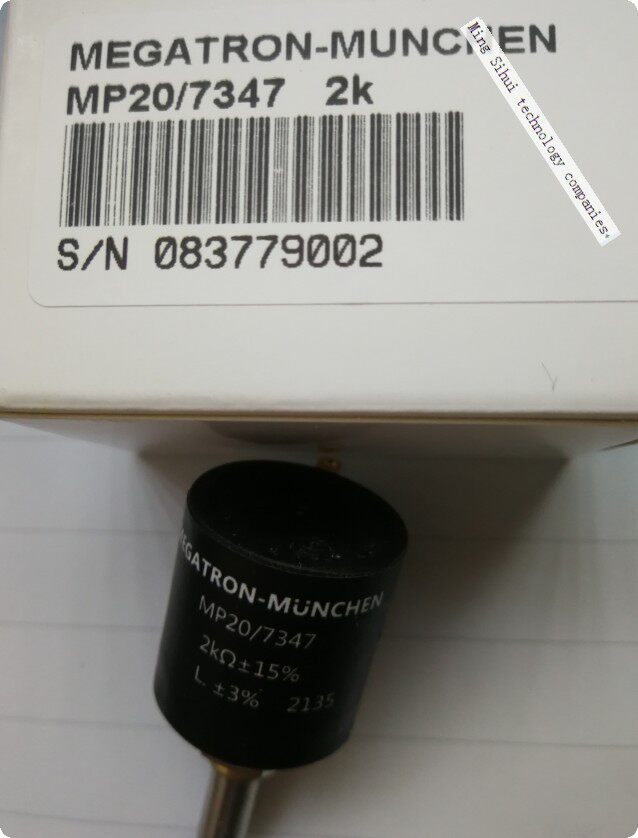 MEGATRON-MUNCHEN
MP20/7347 2k
S/N 083779002
Ming Sihui technology companies
MEGATRON-MÜNCHEN
MP20/7347
2kΩ±15%
L ±3% 2135